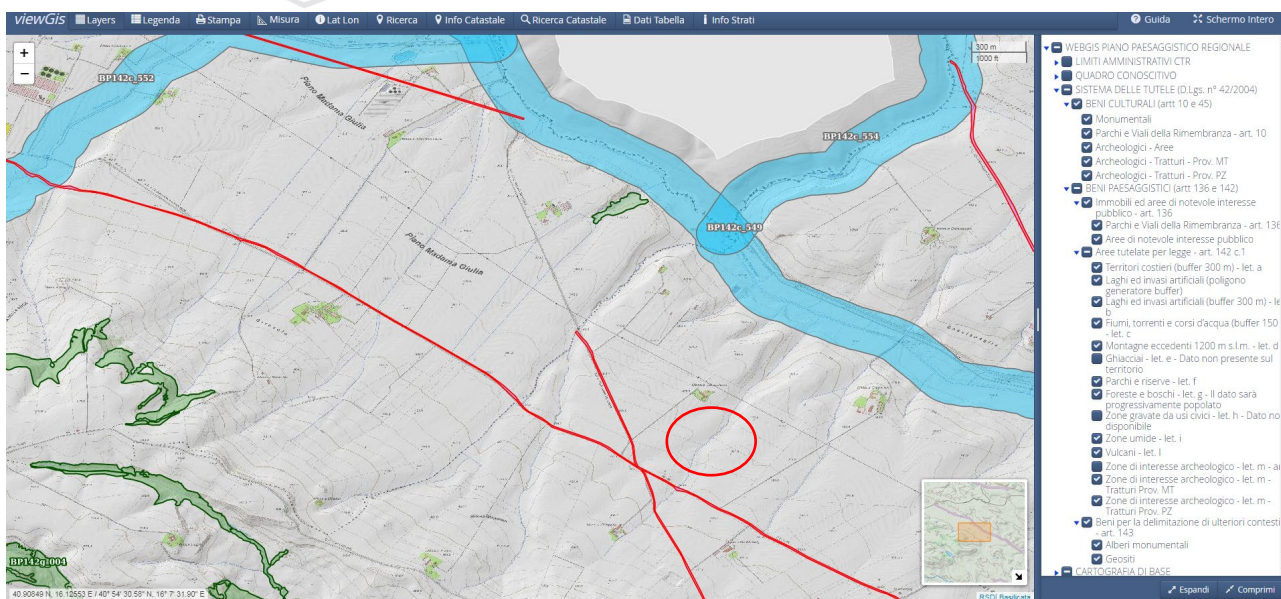 viewGis Layers Legenda Stampa Misura Lat Lon Ricerca Info Catastale Ricerca Catastale Dati Tabella Info Strati Guida Schermo Intero
+
−
300 m
1000 ft
BP142c_552
Piano Madama Giulia
BP142c_554
BP142c_549
Piano Madama Giulia
BP142g_004
40.90849 N, 16.12553 E / 40° 54' 30.58" N, 16° 7' 31.90" E
RSDI Basilicata
WEBGIS PIANO PAESAGGISTICO REGIONALE
LIMITI AMMINISTRATIVI CTR
QUADRO CONOSCITIVO
SISTEMA DELLE TUTELE (D.Lgs. n° 42/2004)
BENI CULTURALI (artt 10 e 45)
Monumentali
Parchi e Viali della Rimembranza - art. 10
Archeologici - Aree
Archeologici - Tratturi - Prov. MT
Archeologici - Tratturi - Prov. PZ
BENI PAESAGGISTICI (artt 136 e 142)
Immobili ed aree di notevole interesse
pubblico - art. 136
Parchi e Viali della Rimembranza - art. 136
Aree di notevole interesse pubblico
Aree tutelate per legge - art. 142 c.1
Territori costieri (buffer 300 m) - let. a
Laghi ed invasi artificiali (poligono
generatore buffer)
Laghi ed invasi artificiali (buffer 300 m) - le
b
Fiumi, torrenti e corsi d'acqua (buffer 150
- let. c
Montagne eccedenti 1200 m s.l.m. - let. d
Ghiacciai - let. e - Dato non presente sul
territorio
Parchi e riserve - let. f
Foreste e boschi - let. g - Il dato sarà
progressivamente popolato
Zone gravate da usi civici - let. h - Dato no
disponibile
Zone umide - let. i
Vulcani - let. l
Zone di interesse archeologico - let. m - a
Zone di interesse archeologico - let. m -
Tratturi Prov. MT
Zone di interesse archeologico - let. m -
Tratturi Prov. PZ
Beni per la delimitazione di ulteriori contesti
- art. 143
Alberi monumentali
Geositi
CARTOGRAFIA DI BASE
Espandi Comprimi